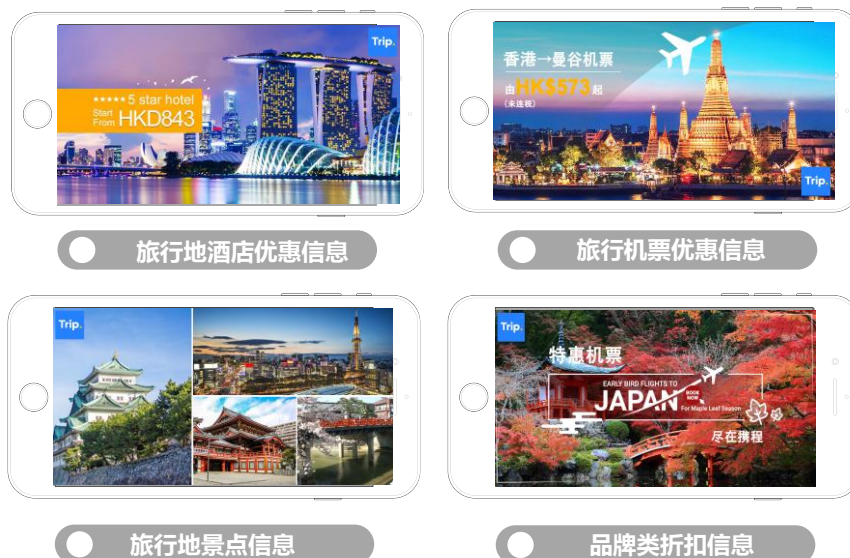 Trip.
★★★★★ 5 star hotel
Start
From HKD843
香港→曼谷机票
由HK$573起
(未连税)
Trip.
旅行地酒店优惠信息
旅行机票优惠信息
Trip.
Trip.
特惠机票
EARLY BIRD FLIGHTS TO
JAPAN
BOOK
NOW
For Maple Leaf Season
尽在携程
旅行地景点信息
品牌类折扣信息